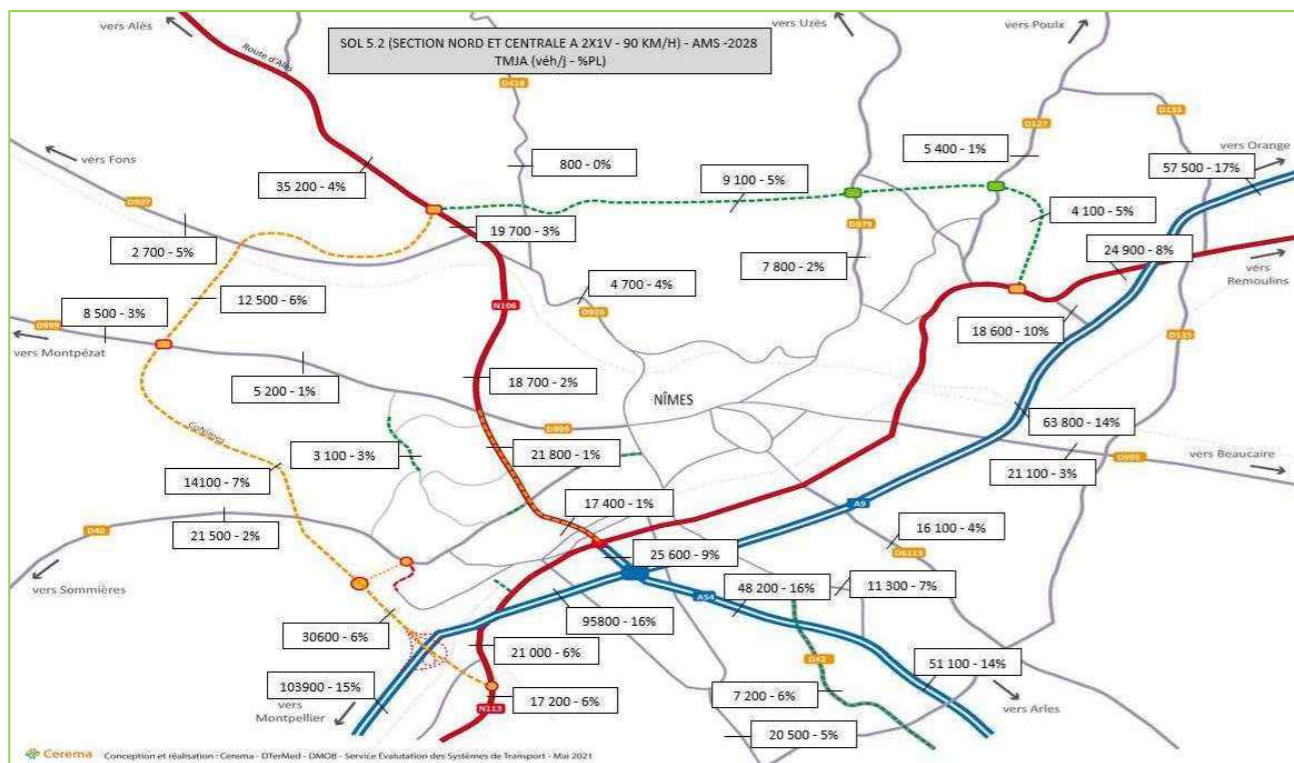 vers Alès
Route d'Alès
SOL 5.2 (SECTION NORD ET CENTRALE A 2X1V - 90 KM/H) - AMS -2028
TMJA (véh/j - %PL)
vers Uzès
vers Poulx
D418
D135
D127
vers Orange
57 500 - 17%
vers Fons
35 200 - 4%
800 - 0%
5 400 - 1%
9 100 - 5%
D907
4 100 - 5%
19 700 - 3%
D979
24 900 - 8%
2 700 - 5%
7 800 - 2%
vers
Remoulins
12 500 - 6%
4 700 - 4%
N106
D926
8 500 - 3%
D999
18 600 - 10%
D135
vers Montpézat
5 200 - 1%
18 700 - 2%
NÎMES
63 800 - 14%
D999
CoNîmes
3 100 - 3%
21 800 - 1%
vers Beaucaire
D999
21 100 - 3%
14100 - 7%
17 400 - 1%
A9
21 500 - 2%
D40
16 100 - 4%
D6113
25 600 - 9%
vers Sommières
48 200 - 16%
11 300 - 7%
A54
95800 - 16%
30600 - 6%
21 000 - 6%
D42
51 100 - 14%
103900 - 15%
17 200 - 6%
7 200 - 6%
vers
Montpellier
N113
vers Arles
20 500 - 5%
Cerema Conception et réalisation : Cerema - DTerMed - DMOB - Service Évalutation des Systèmes de Transport - Mai 2021